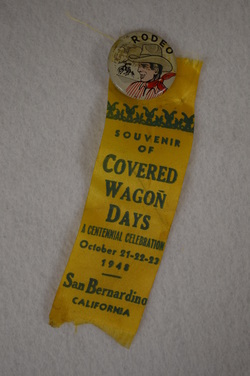 RODEO
SOUVENIR
OF
COVERED
WAGON
DAYS
A CENTENNIAL CELEBRATION
October 21-22-23
1948
San Bernardino
CALIFORNIA